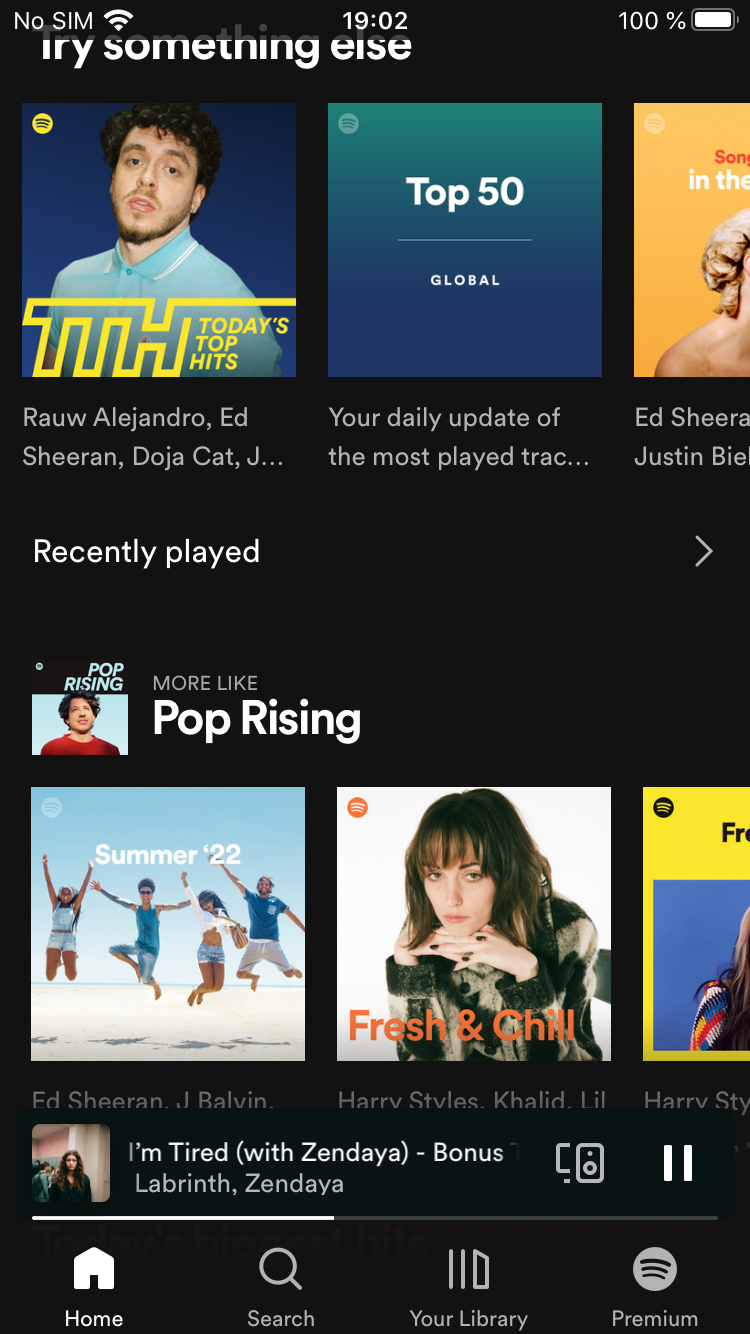 No SIM 19:02 100 %
Try something else
TTH TODAY'S
TOP
HITS
Top 50
GLOBAL
Song
in the
Rauw Alejandro, Ed
Sheeran, Doja Cat, J...
Your daily update of
the most played trac...
Ed Sheera
Justin Bie
Recently played
POP
RISING
MORE LIKE
Pop Rising
Summer ‘22
Fresh & Chill
Fre
Ed Sheeran, J Balvin,
Harry Styles, Khalid, Lil
Harry Sty
I’m Tired (with Zendaya) - Bonus T
Labrinth, Zendaya
Today's biggest hits
Home
Search
Your Library
Premium